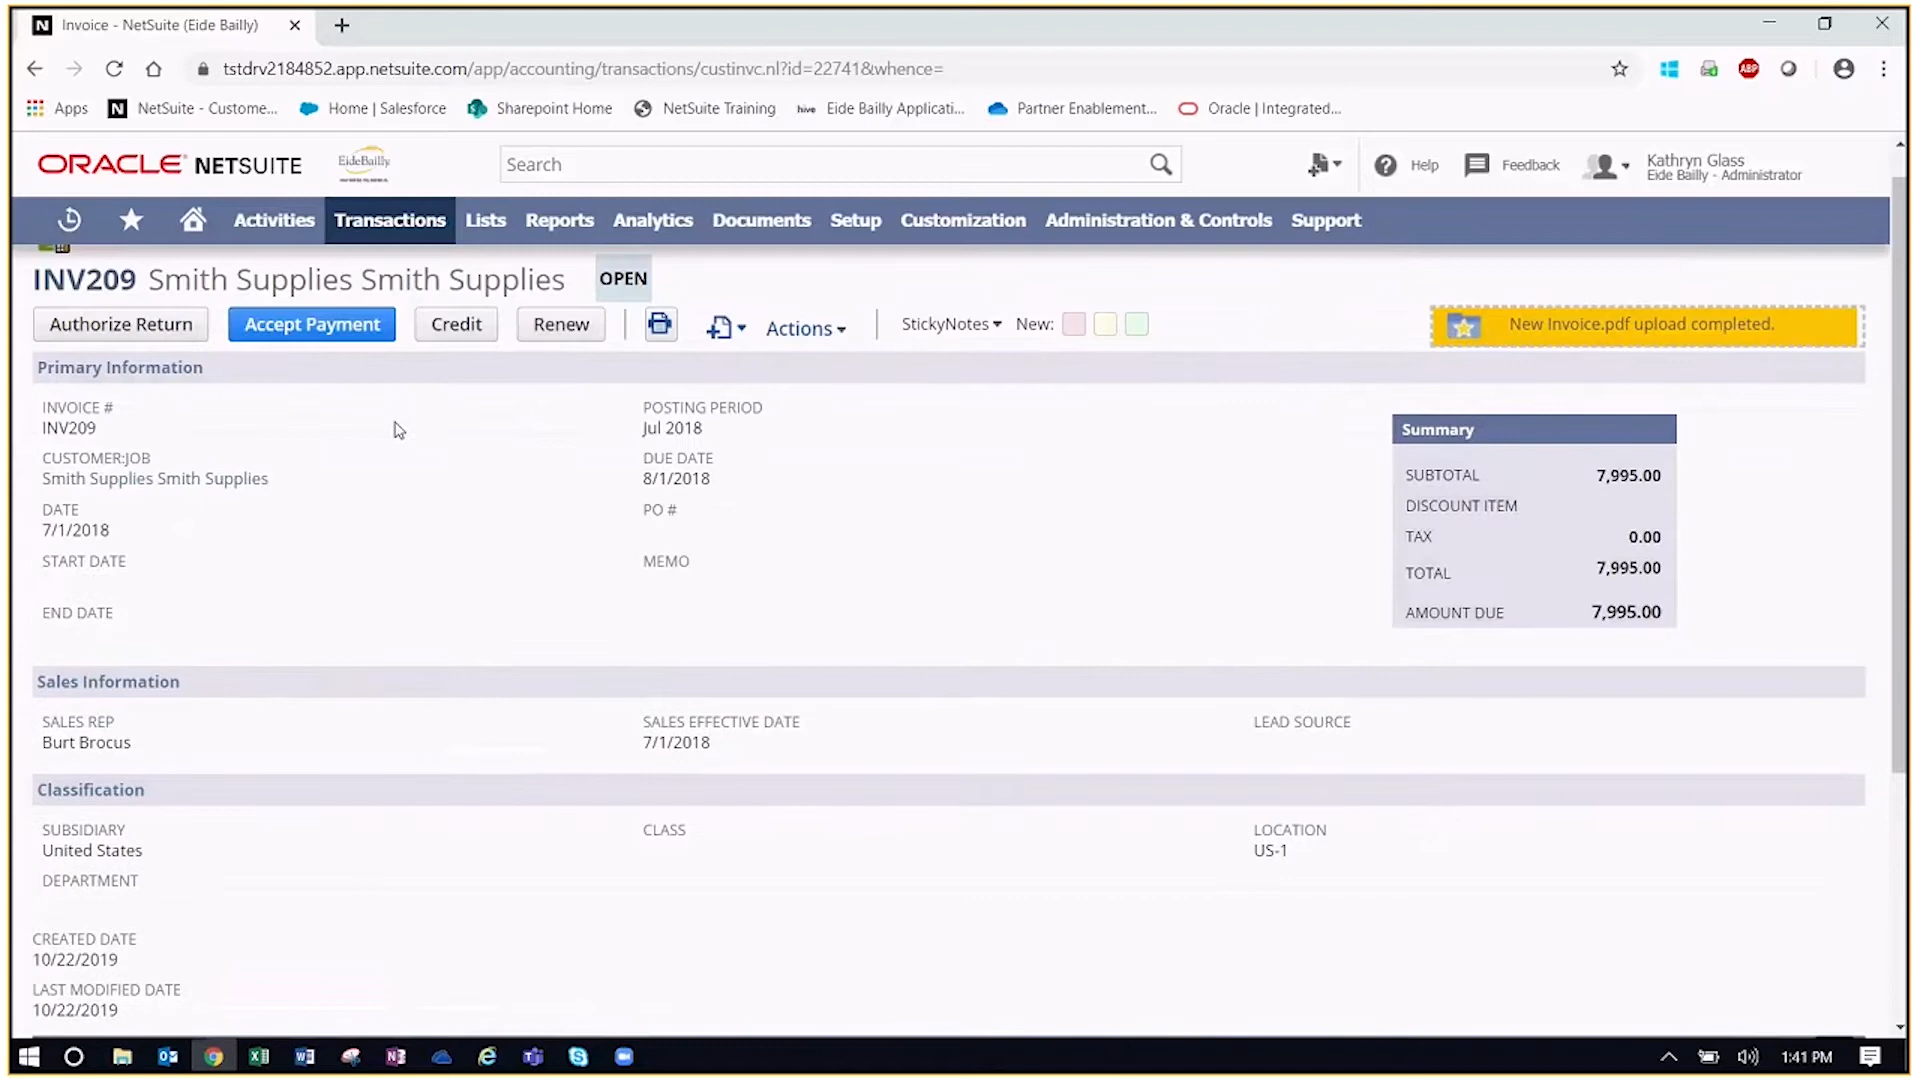 Invoice - NetSuite (Eide Bailly)
tstdrv2184852.app.netsuite.com/app/accounting/transactions/custinvc.nl?id=22741&whence=
ABP
Apps NetSuite - Custome... Home | Salesforce Sharepoint Home NetSuite Training hive Eide Bailly Applicati... Partner Enablement... Oracle | Integrated...
ORACLE NETSUITE EideBailly Search Help Feedback Kathryn Glass
Eide Bailly - Administrator
Activities Transactions Lists Reports Analytics Documents Setup Customization Administration & Controls Support
INV209 Smith Supplies Smith Supplies OPEN
Authorize Return Accept Payment Credit Renew Actions StickyNotes New: New Invoice.pdf upload completed.
Primary Information
INVOICE # POSTING PERIOD
INV209 Jul 2018
Summary
CUSTOMER:JOB DUE DATE
Smith Supplies Smith Supplies 8/1/2018
SUBTOTAL 7,995.00
DATE PO # DISCOUNT ITEM
7/1/2018
TAX 0.00
START DATE MEMO
TOTAL 7,995.00
END DATE AMOUNT DUE 7,995.00
Sales Information
SALES REP SALES EFFECTIVE DATE LEAD SOURCE
Burt Brocus 7/1/2018
Classification
SUBSIDIARY CLASS LOCATION
United States US-1
DEPARTMENT
CREATED DATE
10/22/2019
LAST MODIFIED DATE
10/22/2019
1:41 PM